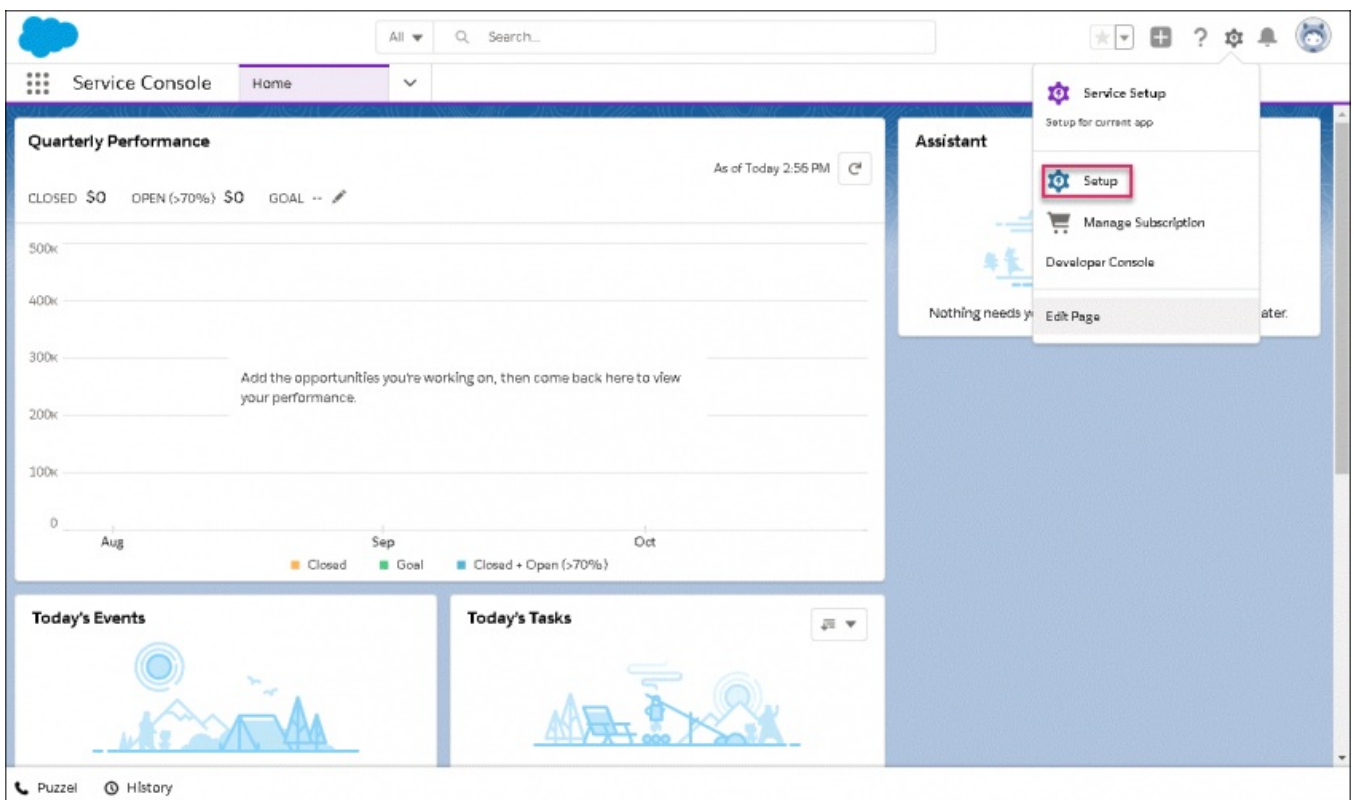 All
Search...
Service Console
Home
Service Setup
Setup for current app
Setup
Manage Subscription
Developer Console
Edit Page
Quarterly Performance
As of Today 2:56 PM
CLOSED $0 OPEN (>70%) $0 GOAL --
500K
400K
300K
200K
100K
0
Add the opportunities you're working on, then come back here to view
your performance.
Aug Sep Oct
Closed Goal Closed + Open (>70%)
Assistant
Nothing needs
ater.
Today's Events
Today's Tasks
Puzzel History